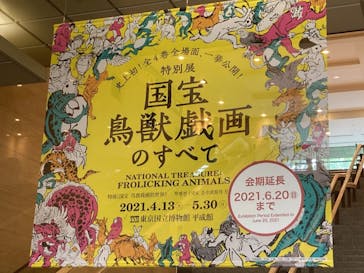 史上初!全4巻全場面、一挙公開!
特別展
国宝
鳥獣戯画
のすべて
NATIONAL TREASURE:
FROLICKING ANIMALS
2021.4.13 5.30
東京国立博物館 平成館
会期延長
2021.6.20㊐
まで
Exhibition Period Extended to
June 20, 2021